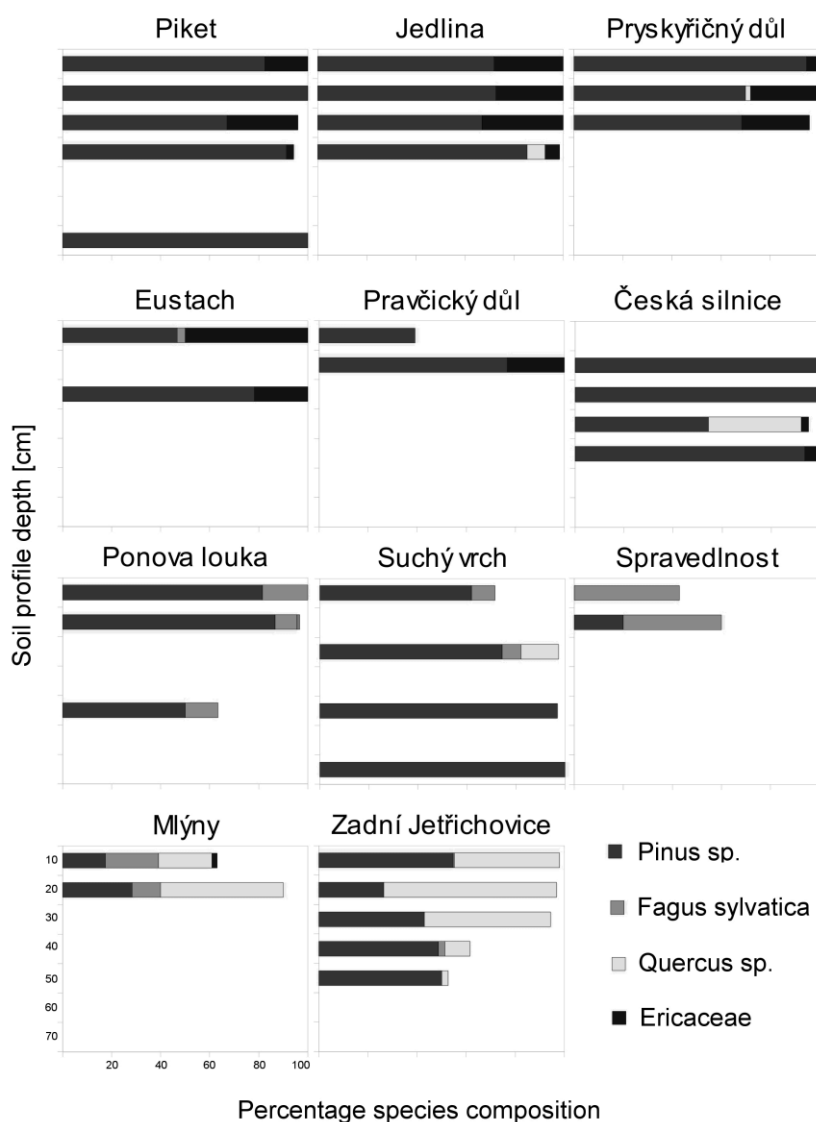 Piket
Jedlina
Pryskyřičný důl
Eustach
Pravčický důl
Česká silnice
Soil profile depth [cm]
Ponova louka
Suchý vrch
Spravedlnost
Mlýny
Zadní Jetřichovice
10
20
30
40
50
60
70
20
40
60
80
100
Pinus sp.
Fagus sylvatica
Quercus sp.
Ericaceae
Percentage species composition